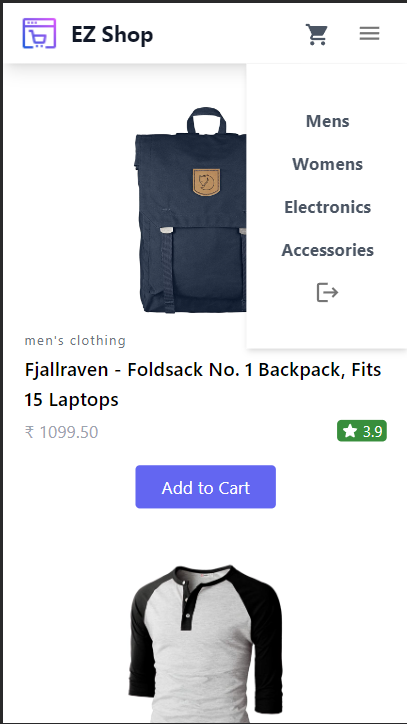 EZ Shop
Mens
Womens
Electronics
Accessories
men's clothing
Fjallraven - Foldsack No. 1 Backpack, Fits
15 Laptops
₹ 1099.50
3.9
Add to Cart